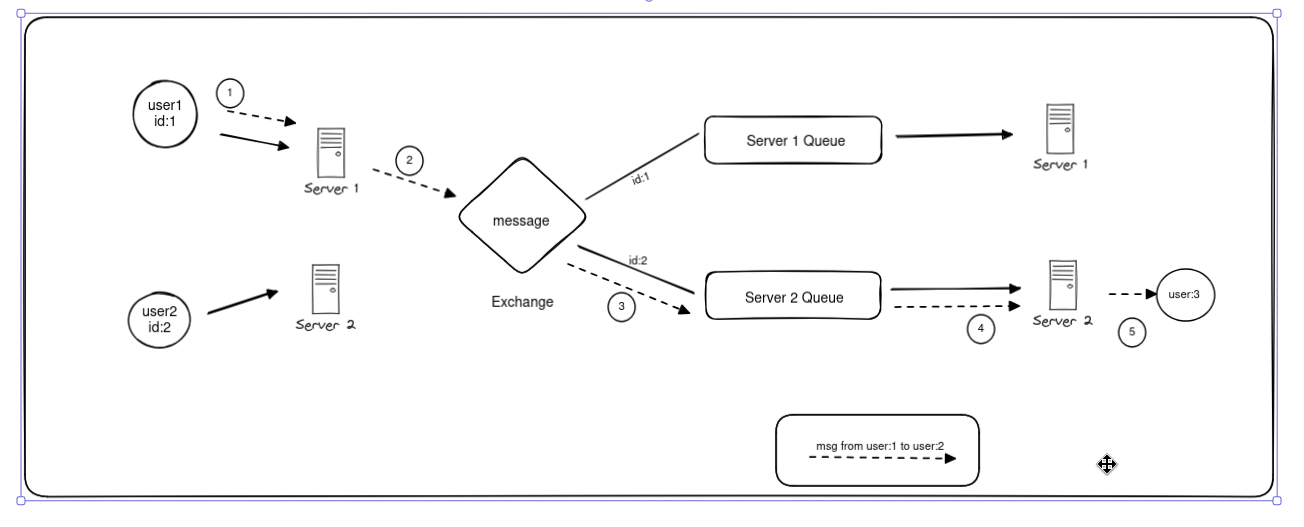 user1
id:1
1
Server 1
2
message
Exchange
id:1
Server 1 Queue
Server 1
user2
id:2
Server 2
id:2
3
Server 2 Queue
4
Server 2
5
user:3
msg from user:1 to user:2